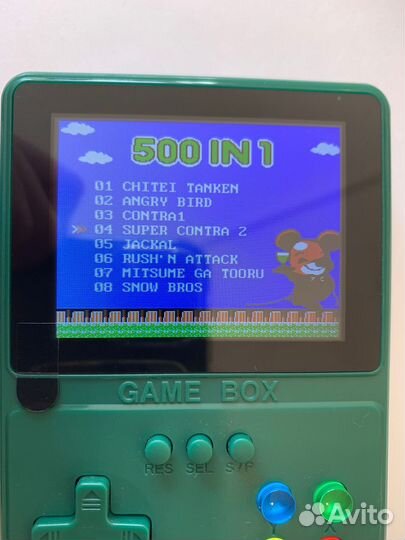 500 IN 1
01 CHITEI TANKEN
02 ANGRY BIRD
03 CONTRA1
04 SUPER CONTRA 2
05 JACKAL
06 RUSH'N ATTACK
07 MITSUME GA TOORU
08 SNOW BROS
GAME BOX
RES SEL S/P
X
Avito